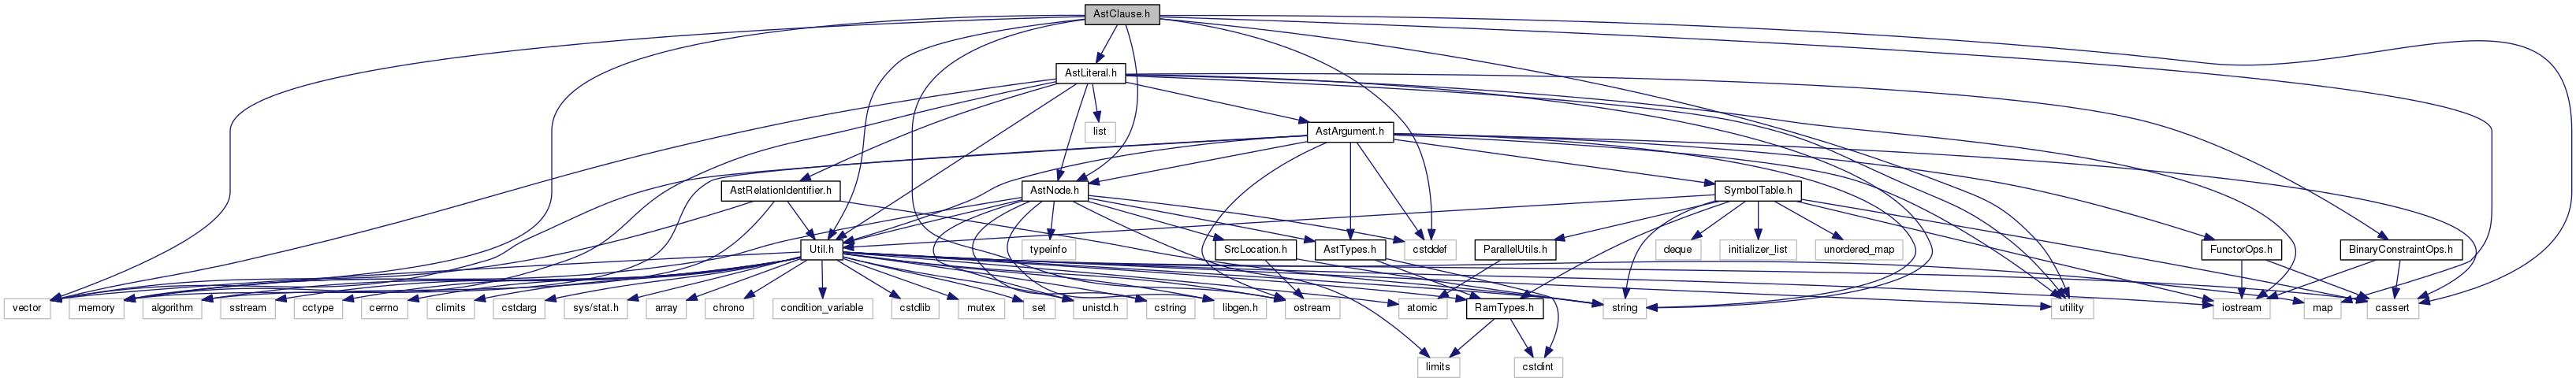 AstClause.h
AstLiteral.h
list
AstArgument.h
AstRelationIdentifier.h
AstNode.h
SymbolTable.h
Util.h
typeinfo
SrcLocation.h
AstTypes.h
cstddef
ParallelUtils.h
deque
initializer_list
unordered_map
FunctorOps.h
BinaryConstraintOps.h
vector
memory
algorithm
sstream
cctype
cerrno
climits
cstdarg
sys/stat.h
array
chrono
condition_variable
cstdlib
mutex
set
unistd.h
cstring
libgen.h
ostream
atomic
RamTypes.h
string
utility
iostream
map
cassert
limits
cstdint